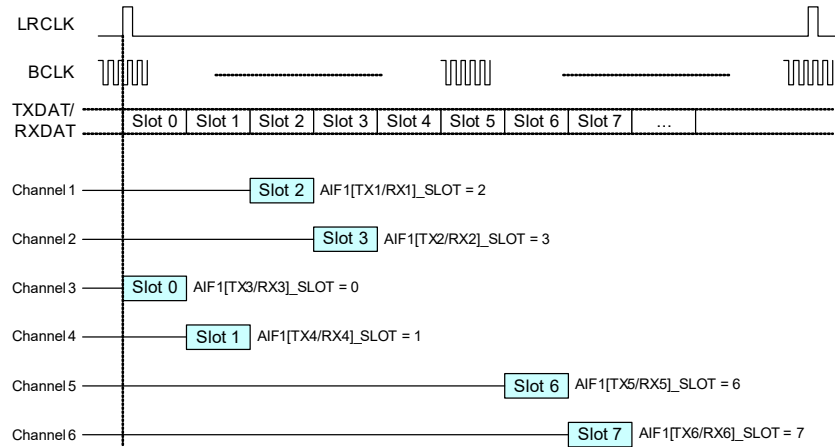 LRCLK
BCLK
TXDAT/
RXDAT
Slot 0 Slot 1 Slot 2 Slot 3 Slot 4 Slot 5 Slot 6 Slot 7 ...
Channel 1 Slot 2 AIF1[TX1/RX1]_SLOT = 2
Channel 2 Slot 3 AIF1[TX2/RX2]_SLOT = 3
Channel 3 Slot 0 AIF1[TX3/RX3]_SLOT = 0
Channel 4 Slot 1 AIF1[TX4/RX4]_SLOT = 1
Channel 5 Slot 6 AIF1[TX5/RX5]_SLOT = 6
Channel 6 Slot 7 AIF1[TX6/RX6]_SLOT = 7